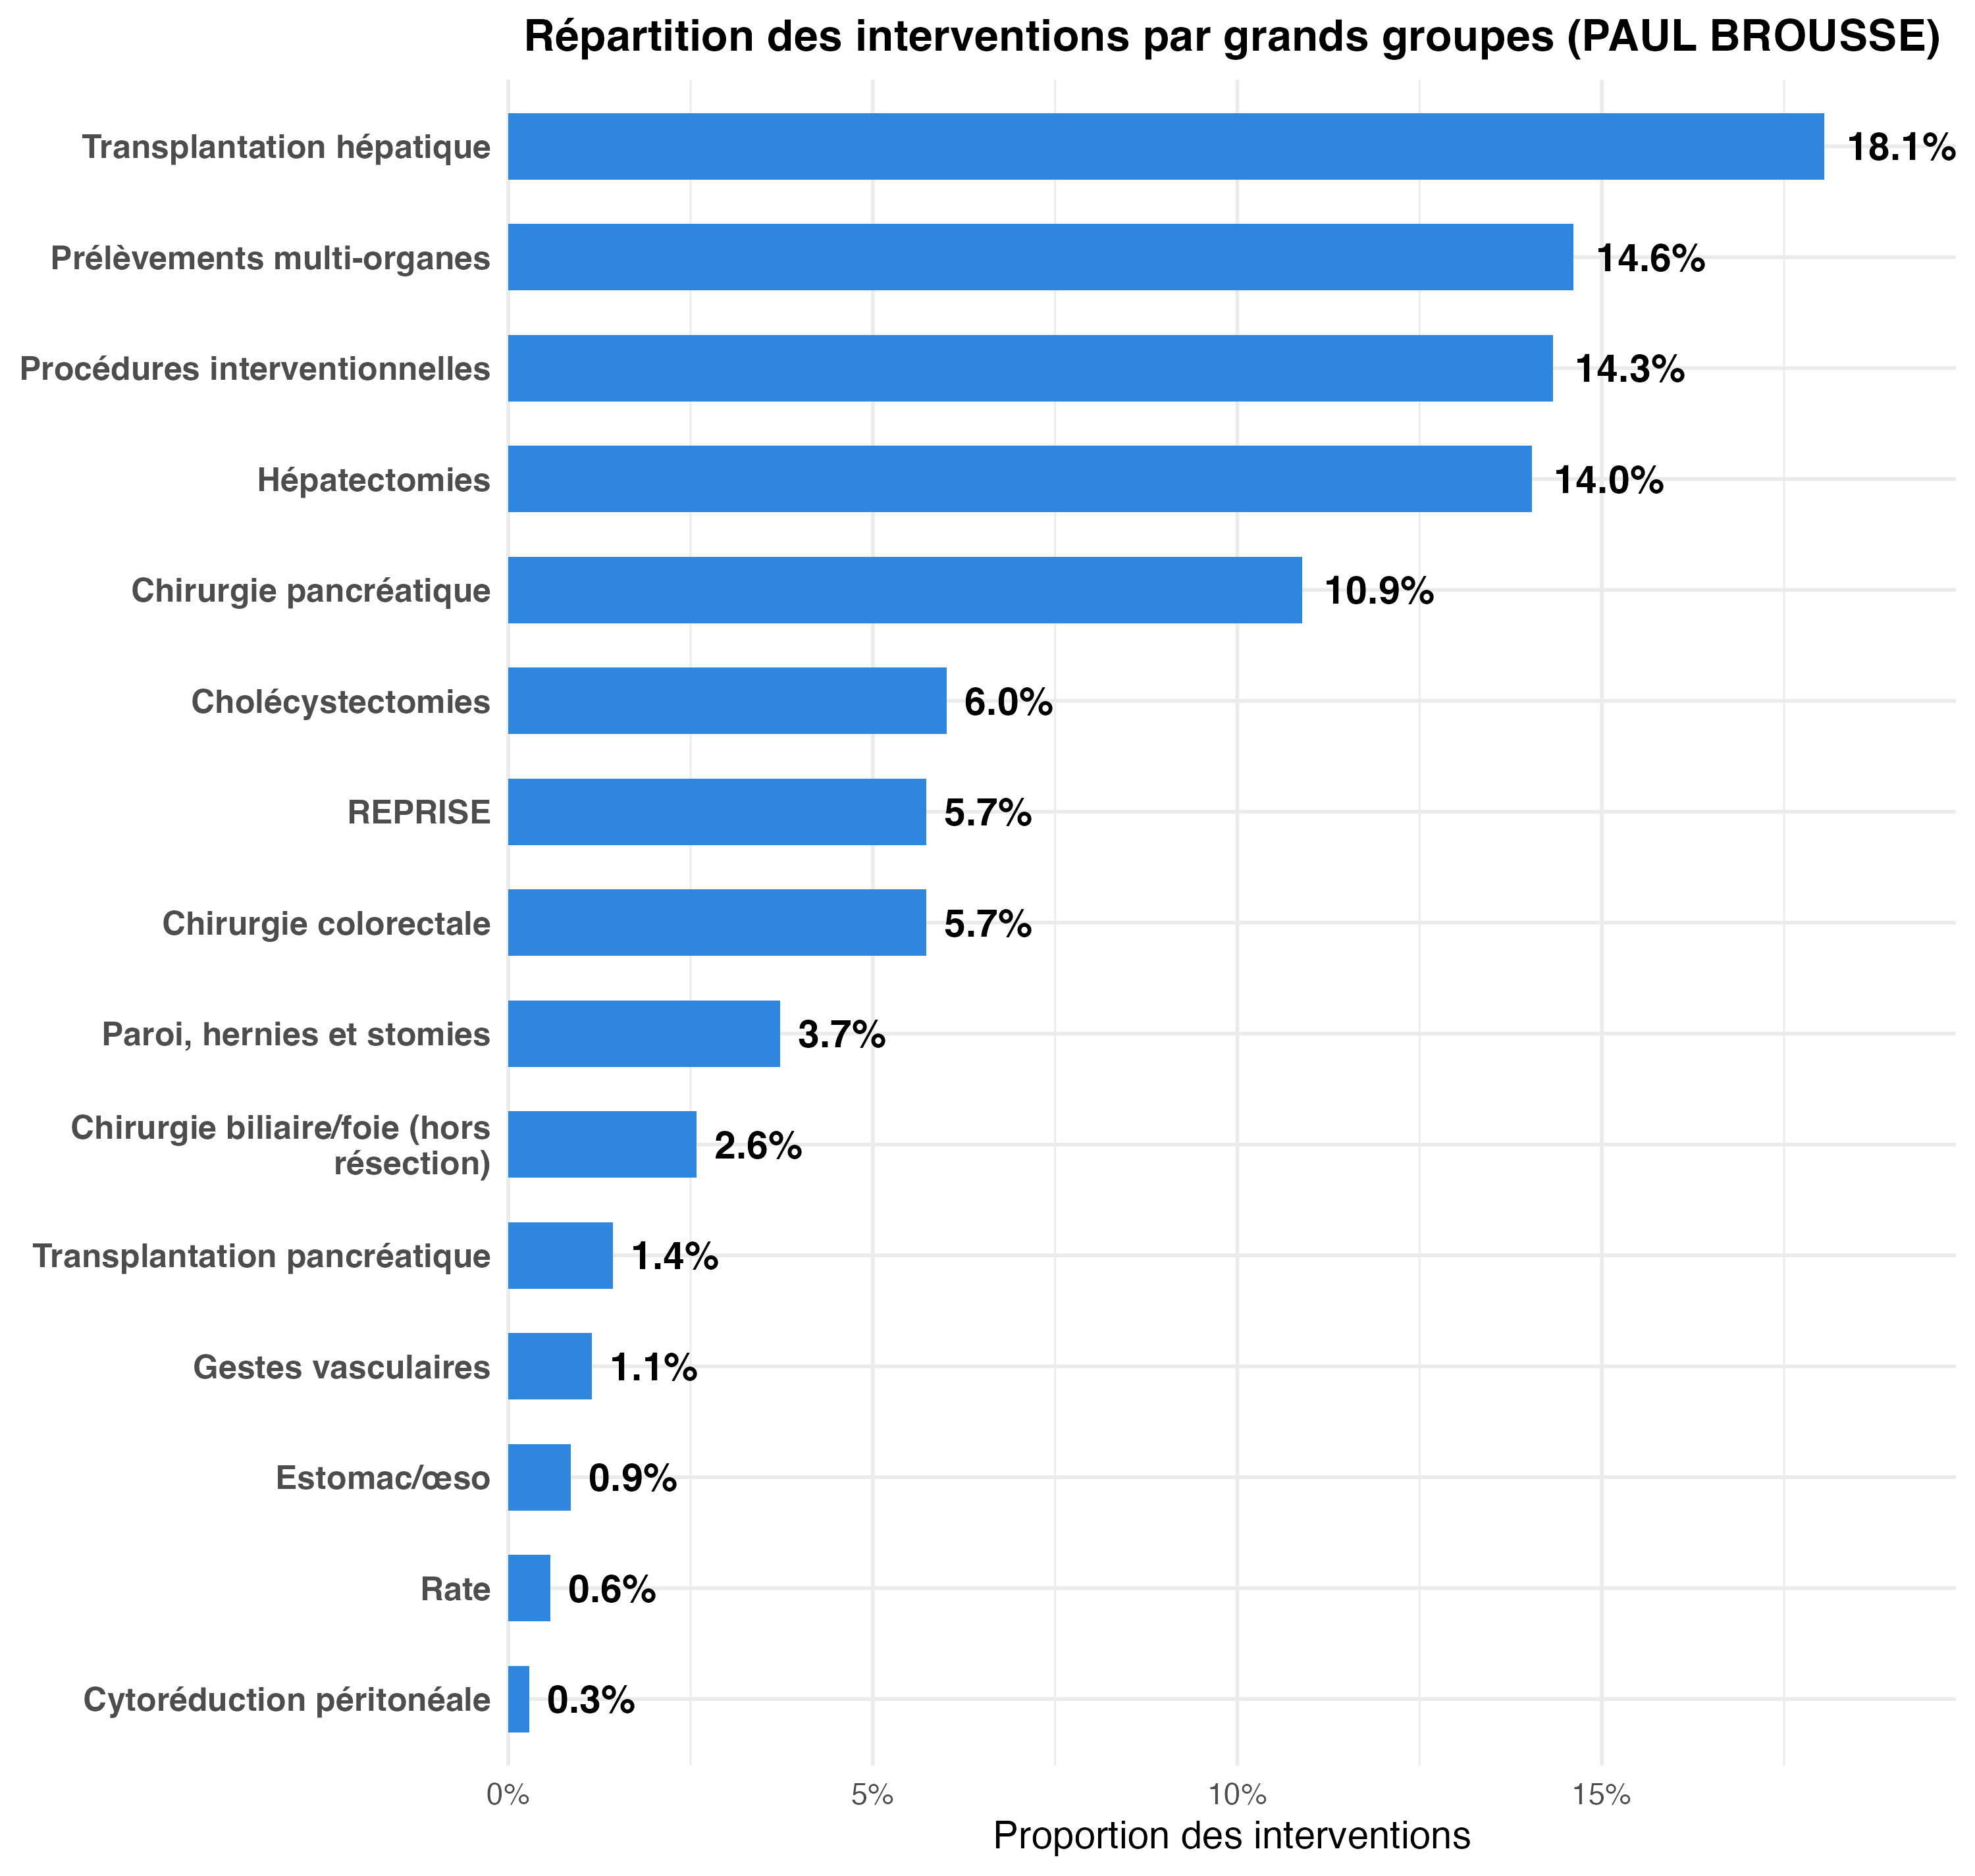 Répartition des interventions par grands groupes (PAUL BROUSSE)
Transplantation hépatique 18.1%
Prélèvements multi-organes 14.6%
Procédures interventionnelles 14.3%
Hépatectomies 14.0%
Chirurgie pancréatique 10.9%
Cholécystectomies 6.0%
REPRISE 5.7%
Chirurgie colorectale 5.7%
Paroi, hernies et stomies 3.7%
Chirurgie biliaire/foie (hors
résection) 2.6%
Transplantation pancréatique 1.4%
Gestes vasculaires 1.1%
Estomac/œso 0.9%
Rate 0.6%
Cytoréduction péritonéale 0.3%
0% 5% 10% 15%
Proportion des interventions